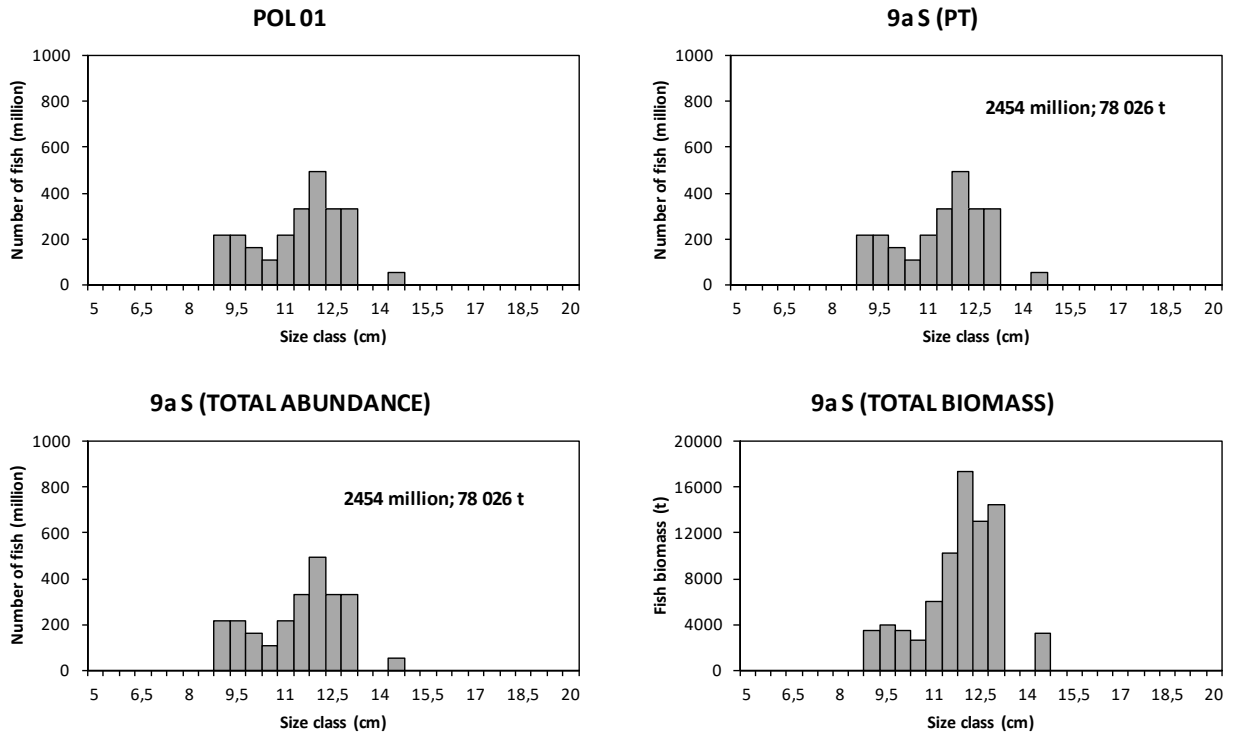 POL 01
1000
800
600
400
200
0
Number of fish (million)
5 6,5 8 9,5 11 12,5 14 15,5 17 18,5 20
Size class (cm)
9a S (PT)
1000
800
600
400
200
0
Number of fish (million)
2454 million; 78 026 t
5 6,5 8 9,5 11 12,5 14 15,5 17 18,5 20
Size class (cm)
9a S (TOTAL ABUNDANCE)
1000
800
600
400
200
0
Number of fish (million)
2454 million; 78 026 t
5 6,5 8 9,5 11 12,5 14 15,5 17 18,5 20
Size class (cm)
9a S (TOTAL BIOMASS)
20000
16000
12000
8000
4000
0
Fish biomass (t)
5 6,5 8 9,5 11 12,5 14 15,5 17 18,5 20
Size class (cm)